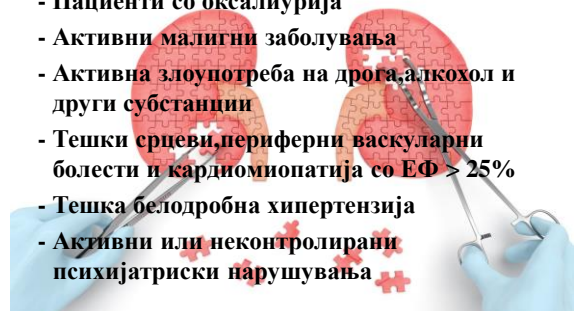 - Пациенти со оксалиурија
- Активни малигни заболувања
- Активна злоупотреба на дрога,алкохол и
други субстанции
- Тешки срцеви,периферни васкуларни
болести и кардиомиопатија со ЕФ > 25%
- Тешка белодробна хипертензија
- Активни или неконтролирани
психијатриски нарушувања